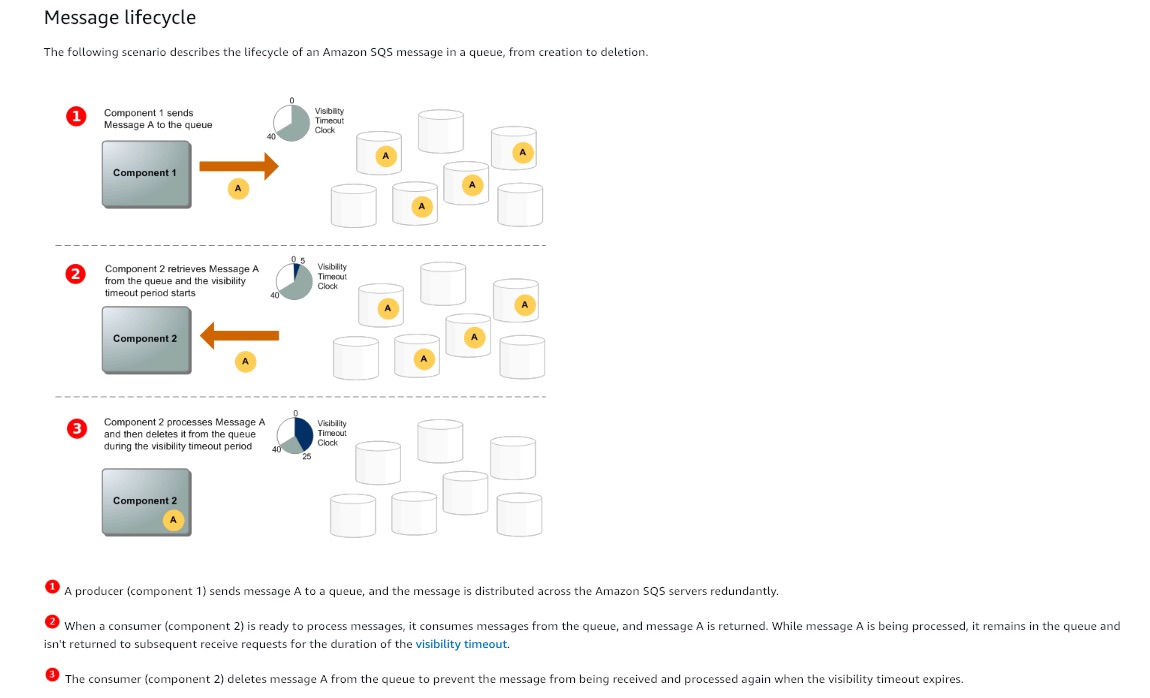 Message lifecycle
The following scenario describes the lifecycle of an Amazon SQS message in a queue, from creation to deletion.
1
Component 1 sends
Message A to the queue
0
40
Visibility
Timeout
Clock
Component 1
A
A
A
A
A
2
Component 2 retrieves Message A
from the queue and the visibility
timeout period starts
0 5
40
Visibility
Timeout
Clock
Component 2
A
A
A
A
A
3
Component 2 processes Message A
and then deletes it from the queue
during the visibility timeout period
0
40
25
Visibility
Timeout
Clock
Component 2
A
1 A producer (component 1) sends message A to a queue, and the message is distributed across the Amazon SQS servers redundantly.
2 When a consumer (component 2) is ready to process messages, it consumes messages from the queue, and message A is returned. While message A is being processed, it remains in the queue and
isn't returned to subsequent receive requests for the duration of the visibility timeout.
3 The consumer (component 2) deletes message A from the queue to prevent the message from being received and processed again when the visibility timeout expires.